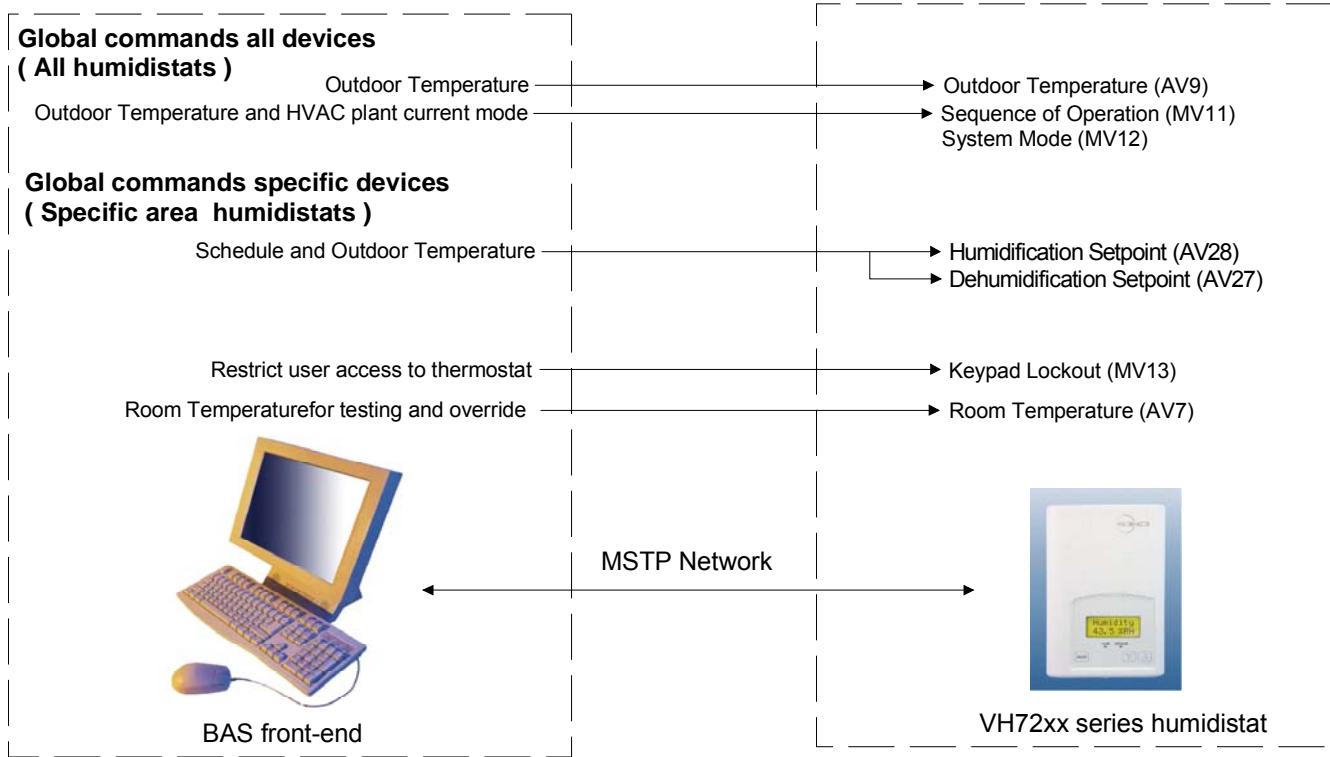 Global commands all devices
( All humidistats )
Outdoor Temperature
Outdoor Temperature (AV9)
Outdoor Temperature and HVAC plant current mode
Sequence of Operation (MV11)
System Mode (MV12)
Global commands specific devices
( Specific area humidistats )
Schedule and Outdoor Temperature
Humidification Setpoint (AV28)
Dehumidification Setpoint (AV27)
Restrict user access to thermostat
Keypad Lockout (MV13)
Room Temperaturefor testing and override
Room Temperature (AV7)
MSTP Network
Humidity
43.5 %RH
BAS front-end
VH72xx series humidistat